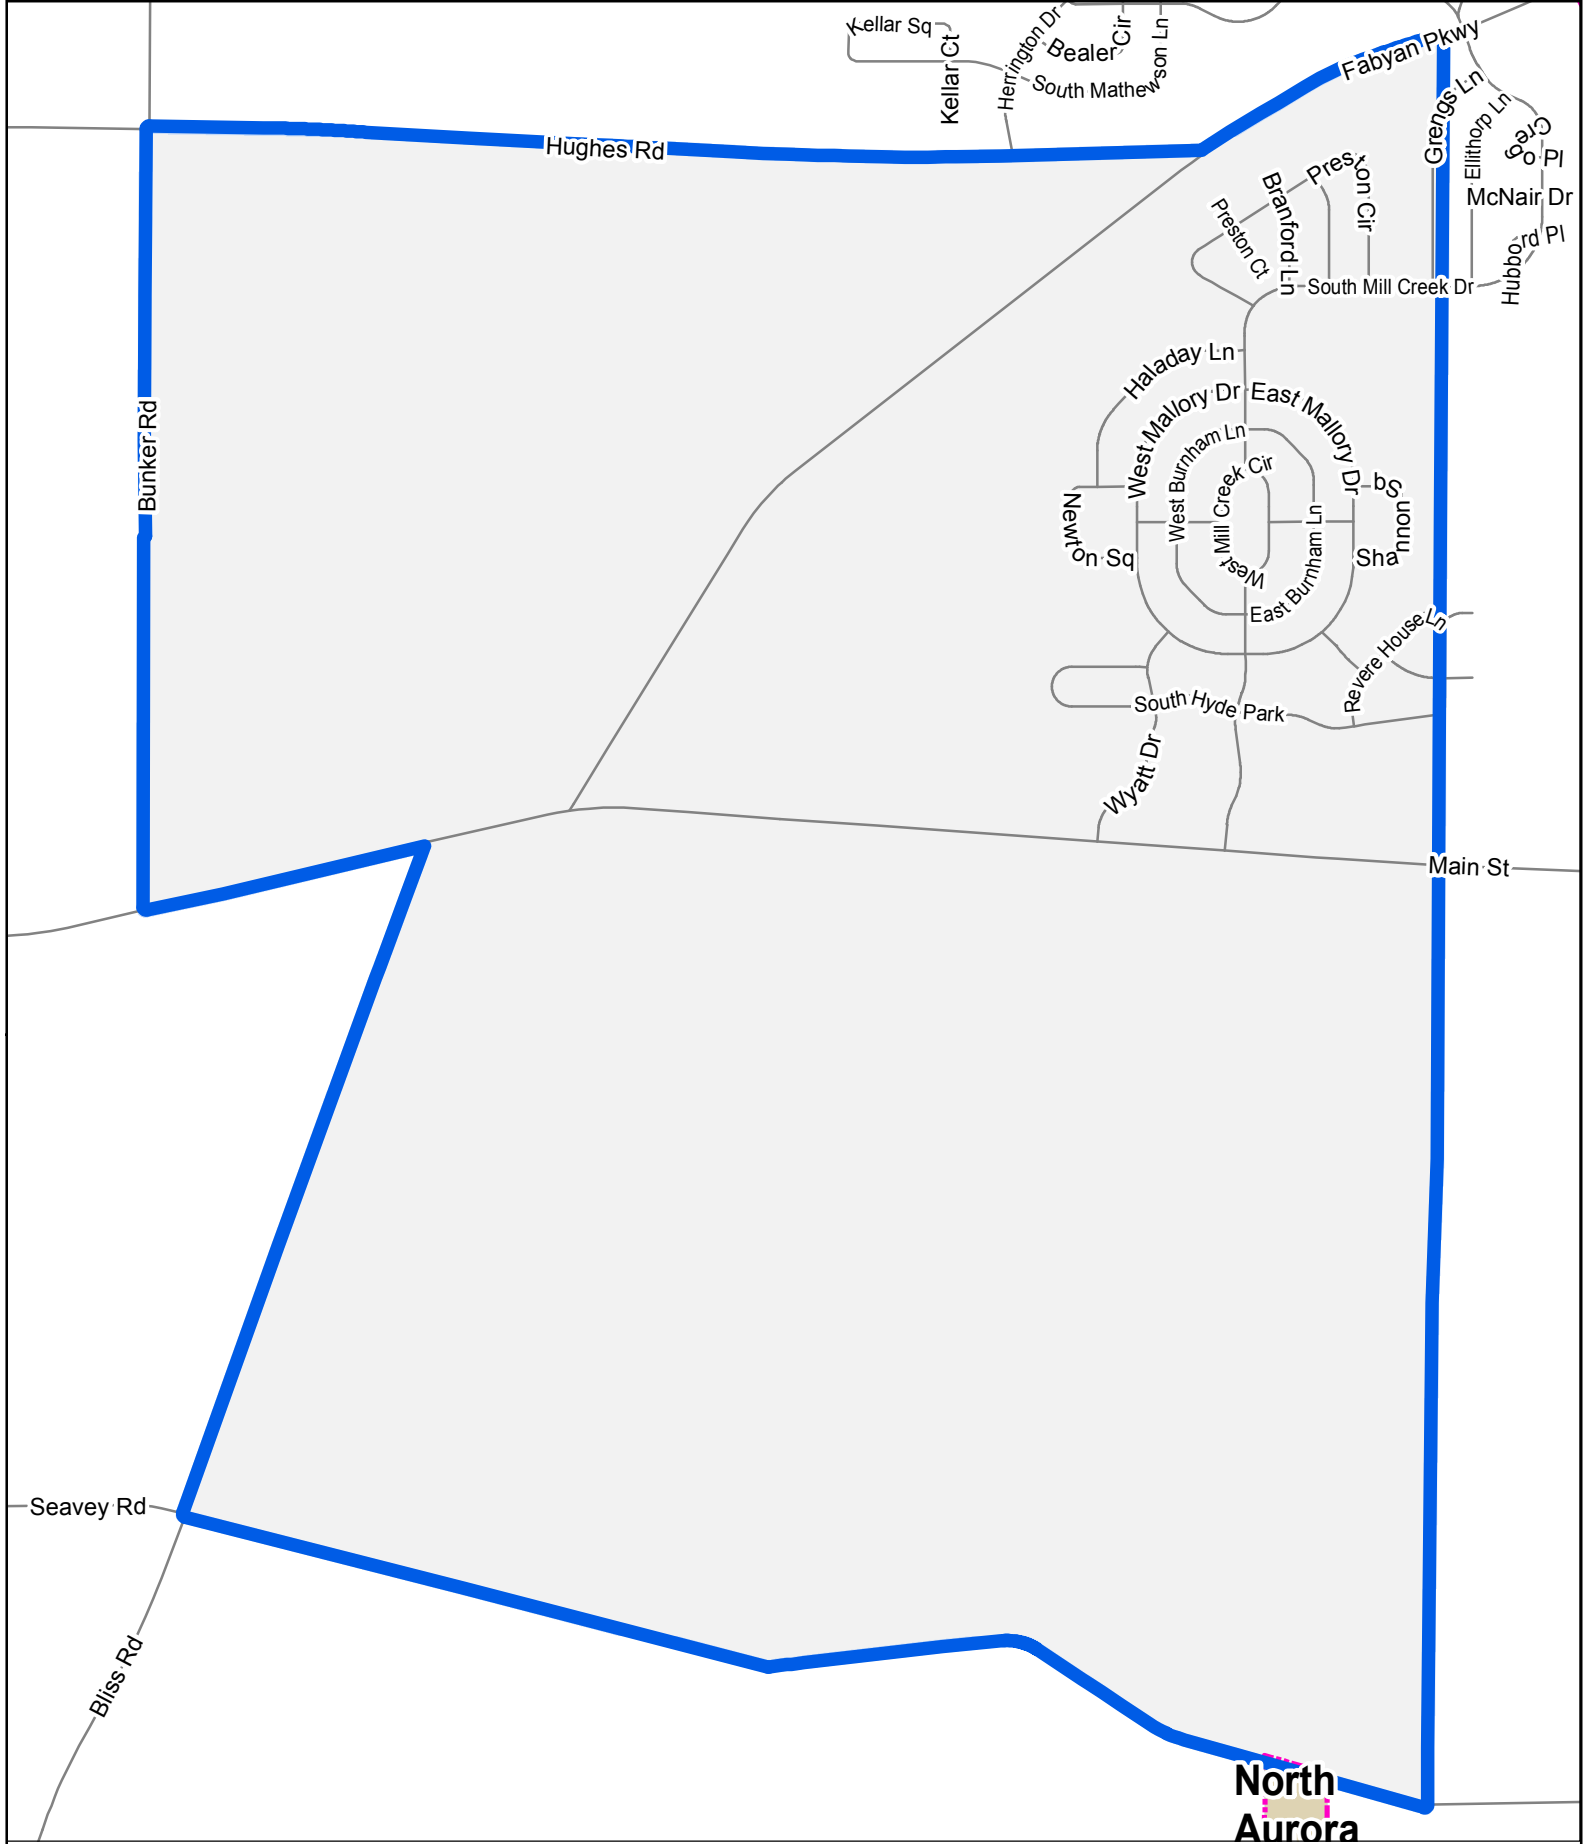 Kellar Sq
Kellar Ct
Herrington Dr
Bealer Cir
South Mathewson Ln
Fabyan Pkwy
Hughes Rd
Grengs Ln
Ellithorp Ln
Crego Pl
McNair Dr
Hubbord Pl
Preston Cir
Branford Ln
Preston Ct
South Mill Creek Dr
Haladay Ln
West Mallory Dr
East Mallory Dr
West Burnham Ln
West Mill Creek Cir
Bunker Rd
Newton Sq
Shannon Sq
East Burnham Ln
Revere House Ln
South Hyde Park
Wyatt Dr
Main St
Seavey Rd
Bliss Rd
North
Aurora